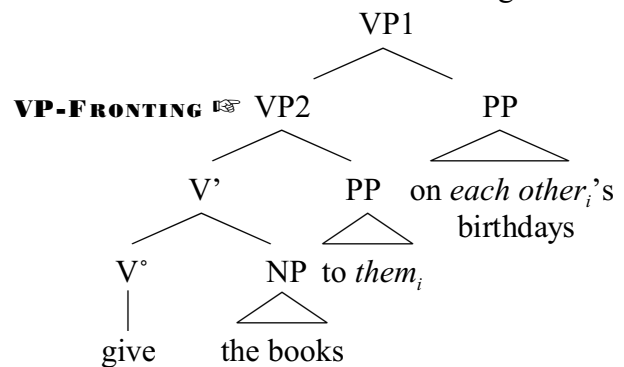 VP1
VP-FRONTING ☞ VP2 PP
V' PP on each otherᵢ's
birthdays
V° NP to themᵢ
give the books